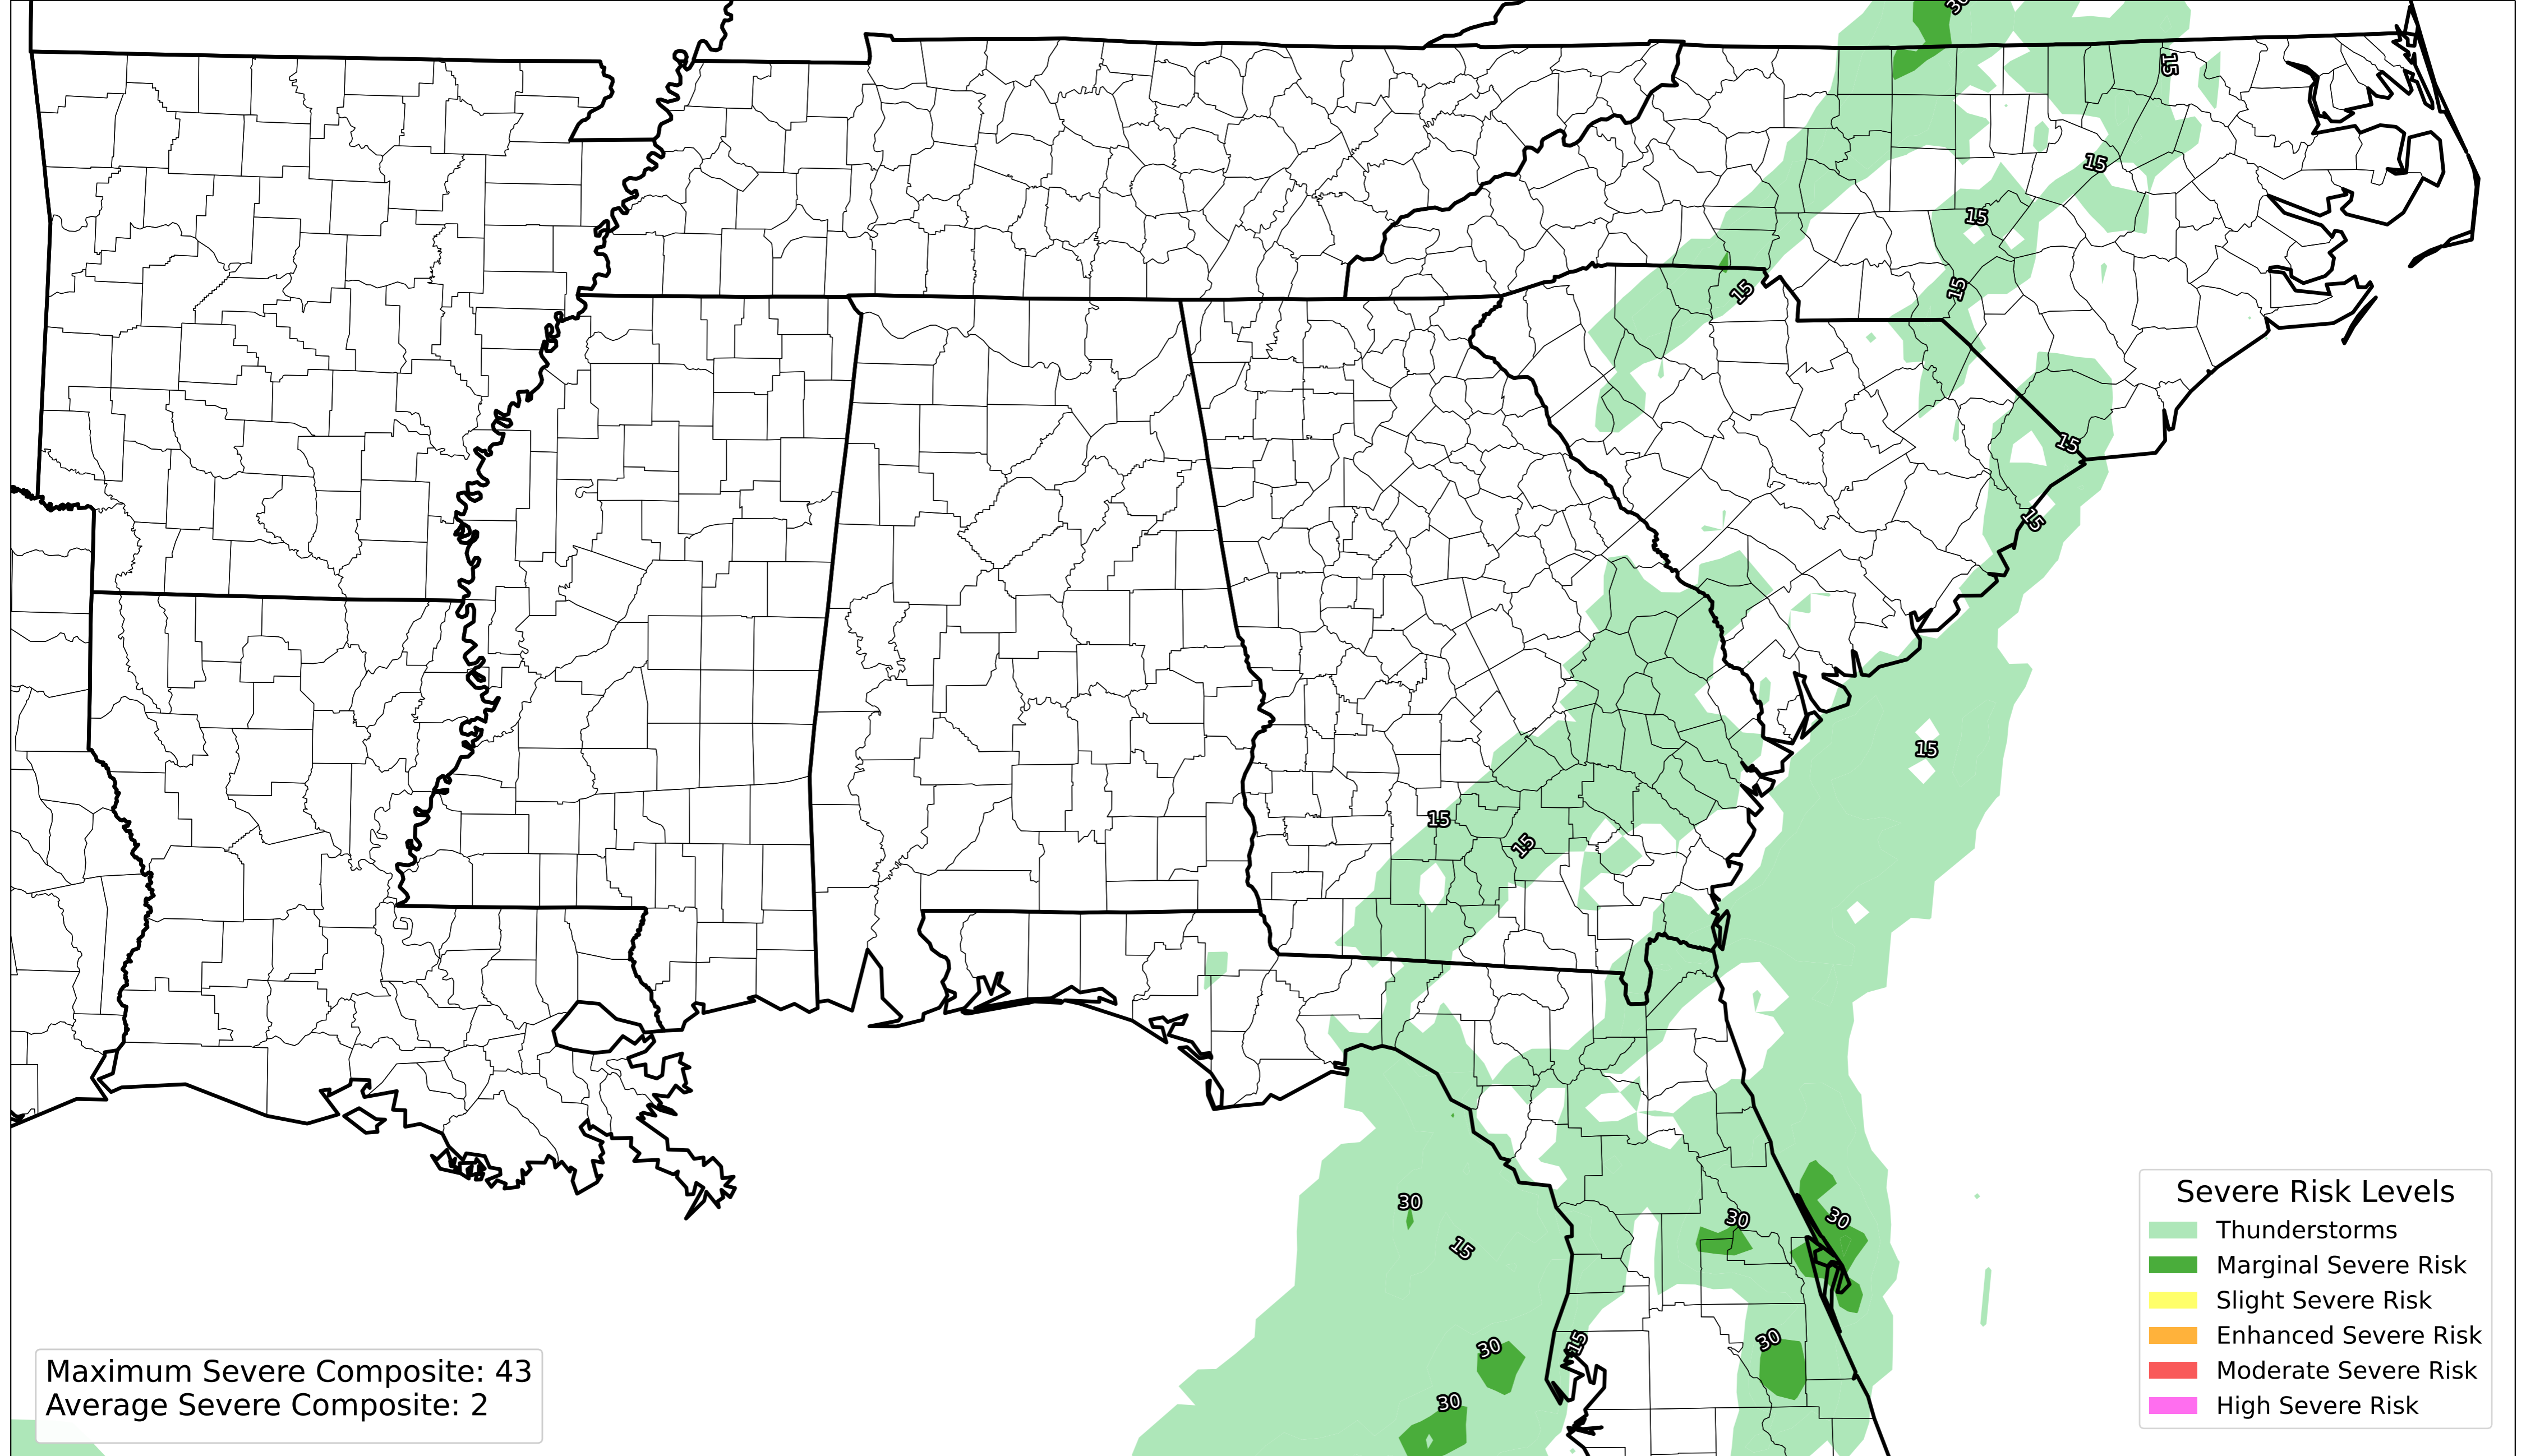 30
15
15
15
15
15
15
15
15
15
15
30
30
30
15
30
15
30
30
Severe Risk Levels
Thunderstorms
Marginal Severe Risk
Slight Severe Risk
Enhanced Severe Risk
Moderate Severe Risk
High Severe Risk
Maximum Severe Composite: 43
Average Severe Composite: 2